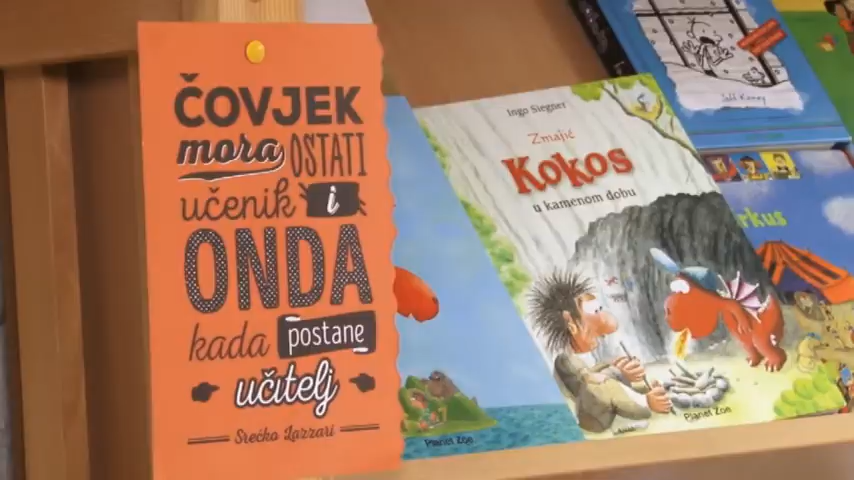 ČOVJEK
mora OSTATI
učenik i
ONDA
kada postane
učitelj
Srećko Lazzari
Planet Zoe
Ingo Siegner
Zmajić
Kokos
u kamenom dobu
Planet Zoe
Jeff Kinney
rkus